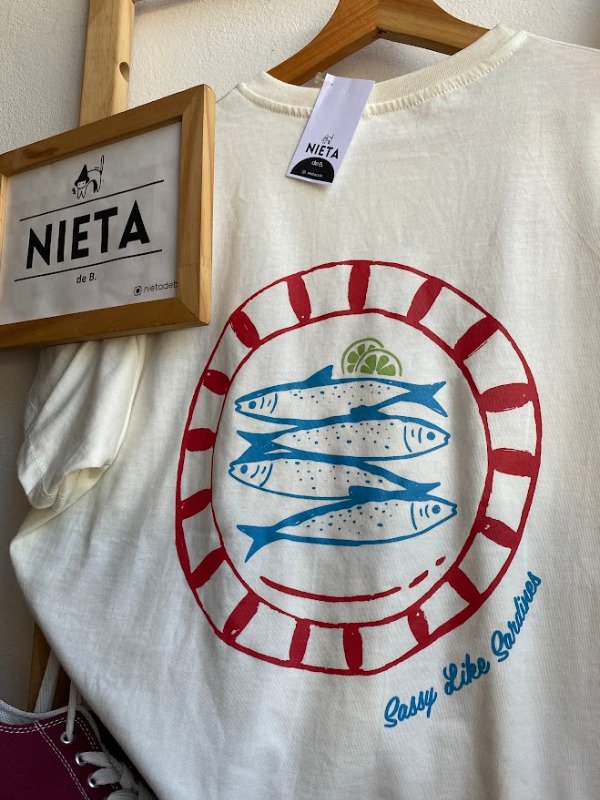 NIETA
de B.
nietadeb
NIETA
de B.
Sassy Like Sardines